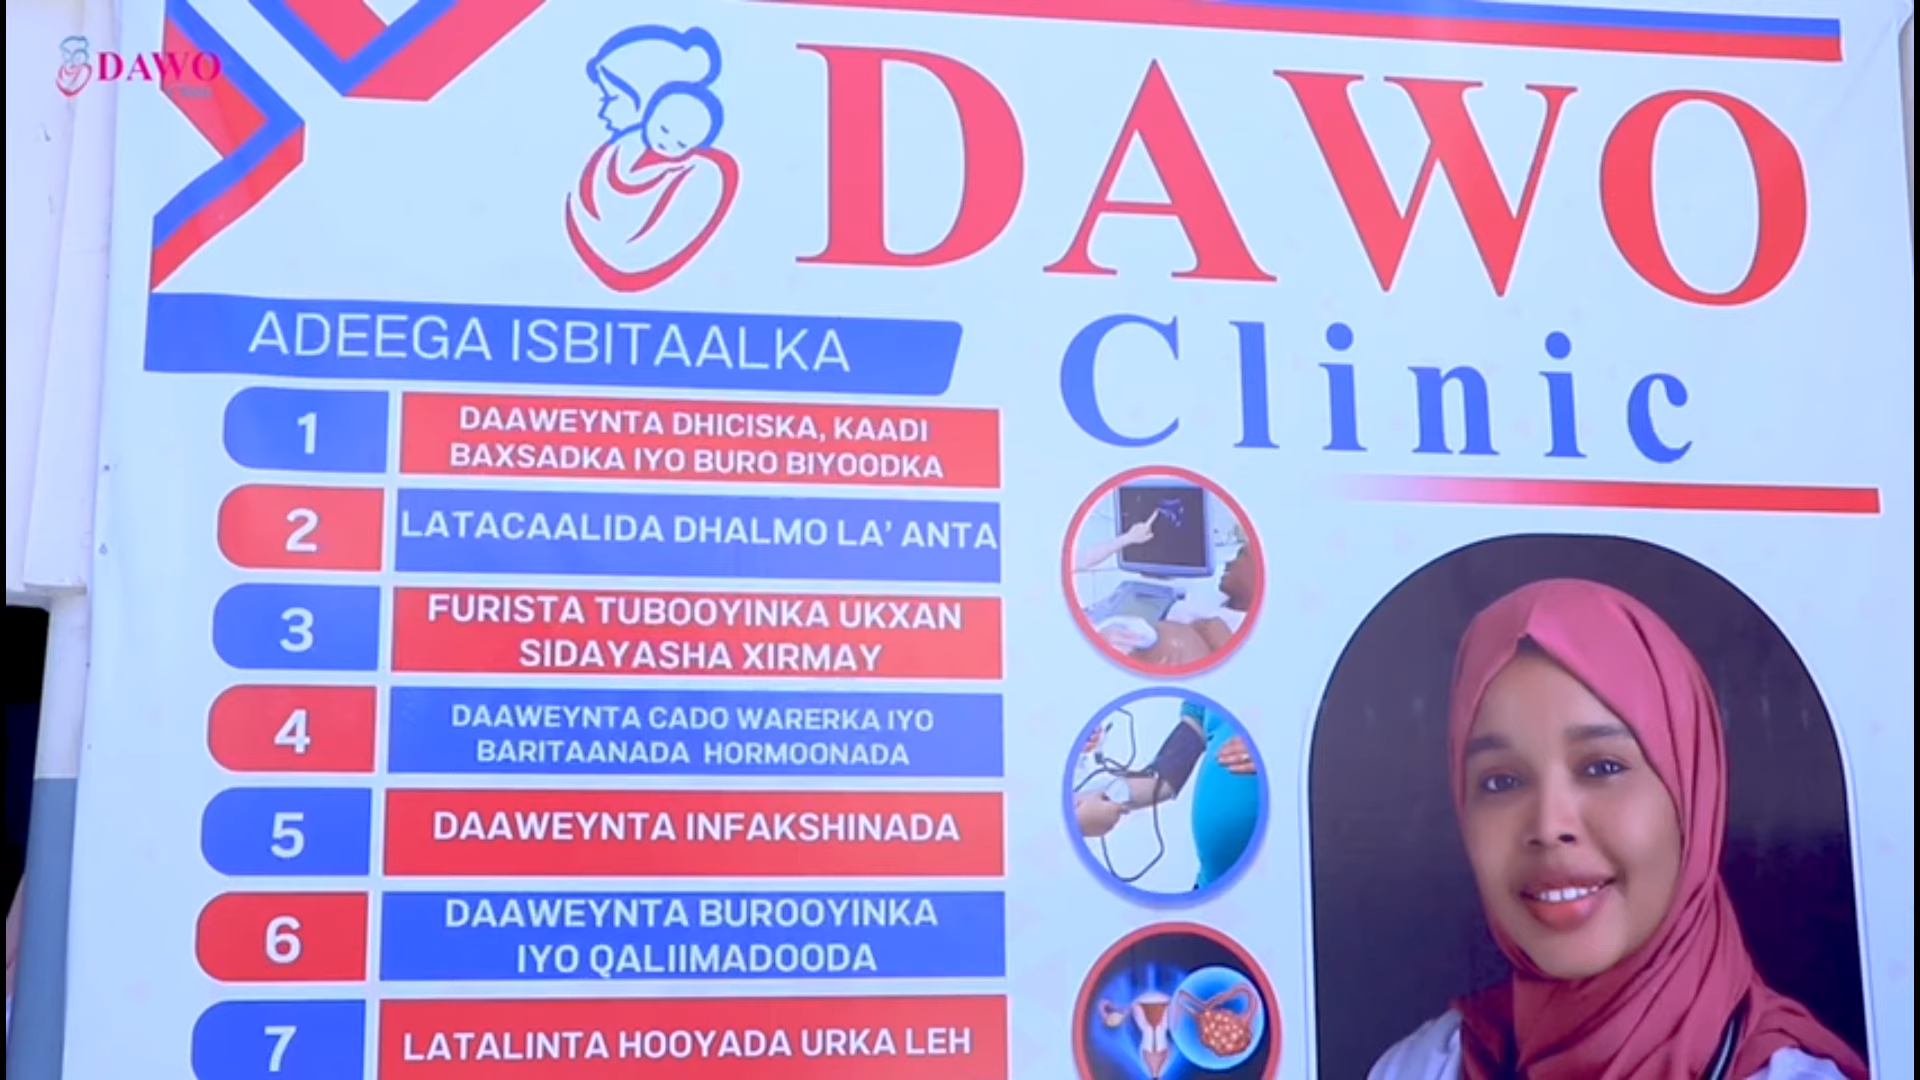 DAWO
DAWO
Clinic
ADEEGA ISBITAALKA
1
DAAWEYNTA DHICISKA, KAADI
BAXSADKA IYO BURO BIYOODKA
2
LATACAALIDA DHALMO LA' ANTA
3
FURISTA TUBOOYINKA UKXAN
SIDAYASHA XIRMAY
4
DAAWEYNTA CADO WARERKA IYO
BARITAANADA HORMOONADA
5
DAAWEYNTA INFAKSHINADA
6
DAAWEYNTA BUROOYINKA
IYO QALIIMADOODA
7
LATALINTA HOOYADA URKA LEH